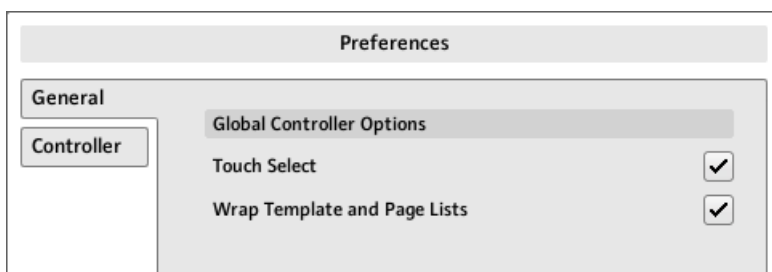 Preferences
General
Global Controller Options
Controller
Touch Select
Wrap Template and Page Lists